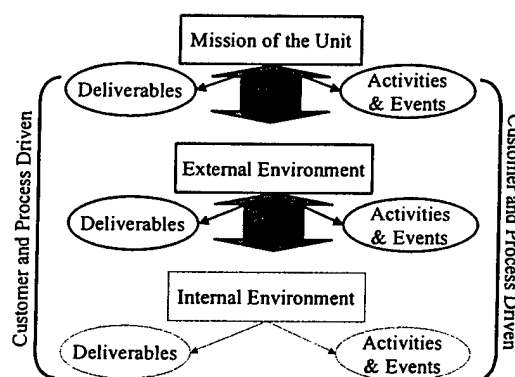 Mission of the Unit
Deliverables
Activities
& Events
External Environment
Deliverables
Activities
& Events
Internal Environment
Deliverables
Activities
& Events
Customer and Process Driven
Customer and Process Driven